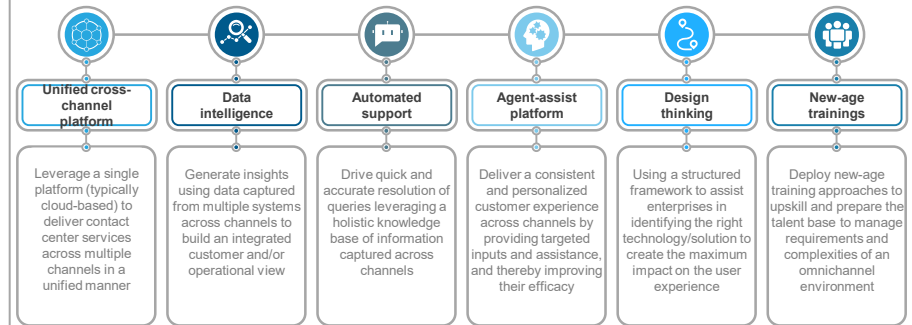 Unified cross-
channel
platform
Data
intelligence
Automated
support
Agent-assist
platform
Design
thinking
New-age
trainings
Leverage a single
platform (typically
cloud-based) to
deliver contact
center services
across multiple
channels in a
unified manner
Generate insights
using data captured
from multiple systems
across channels to
build an integrated
customer and/or
operational view
Drive quick and
accurate resolution of
queries leveraging a
holistic knowledge
base of information
captured across
channels
Deliver a consistent
and personalized
customer experience
across channels by
providing targeted
inputs and assistance,
and thereby improving
their efficacy
Using a structured
framework to assist
enterprises in
identifying the right
technology/solution to
create the maximum
impact on the user
experience
Deploy new-age
training approaches to
upskill and prepare the
talent base to manage
requirements and
complexities of an
omnichannel
environment